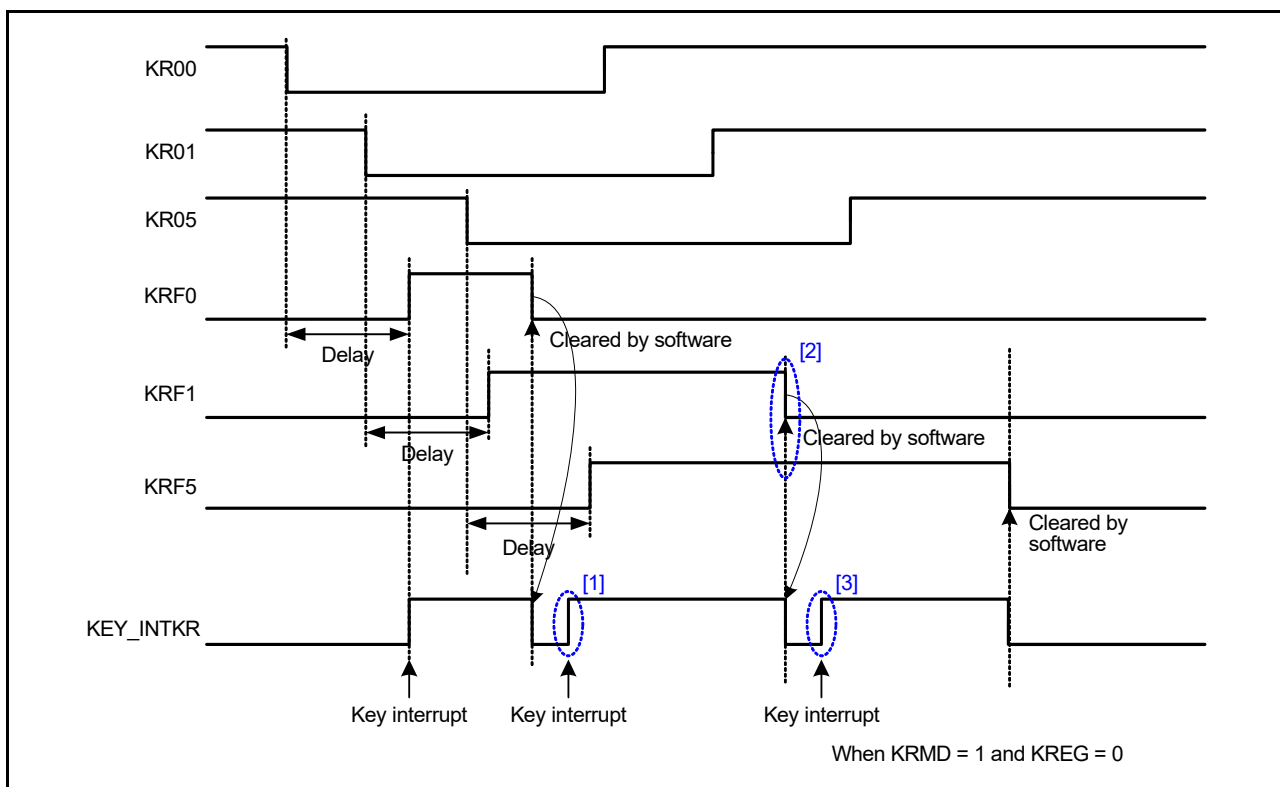 KR00
KR01
KR05
KRF0
Cleared by software
Delay
[2]
KRF1
Cleared by software
Delay
KRF5
Cleared by
software
Delay
[1]
[3]
KEY_INTKR
Key interrupt
Key interrupt
Key interrupt
When KRMD = 1 and KREG = 0